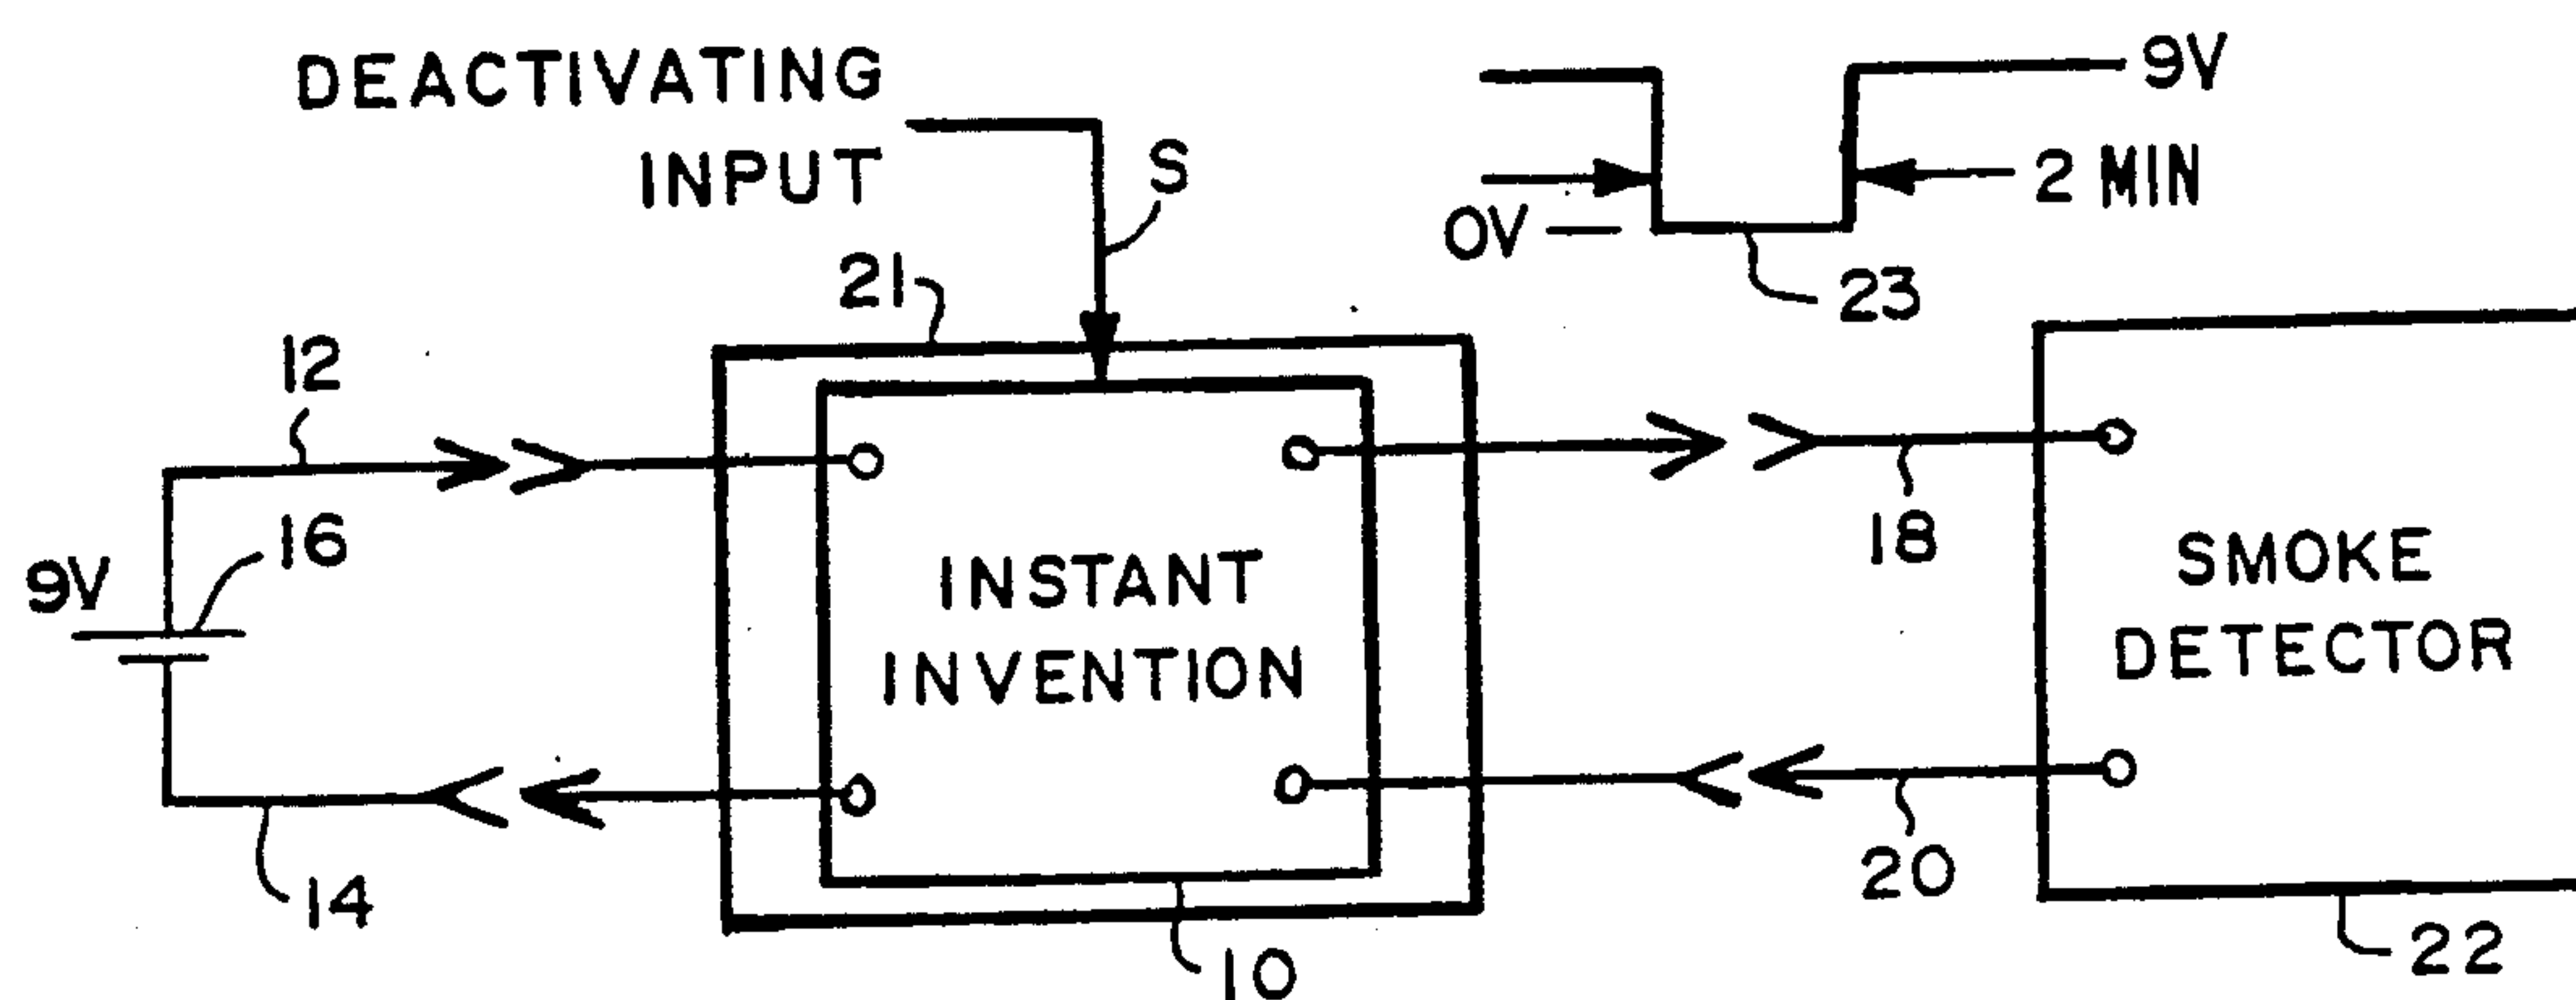 DEACTIVATING
INPUT
S
9V
2 MIN
0V
23
21
12
16
9V
14
INSTANT
INVENTION
10
18
20
SMOKE
DETECTOR
22